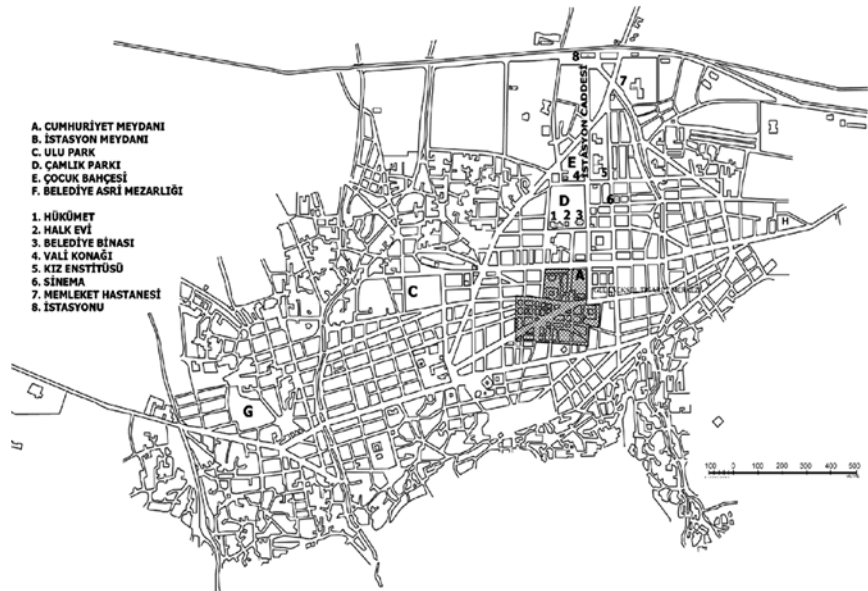 A. CUMHURİYET MEYDANI
B. İSTASYON MEYDANI
C. ULU PARK
D. ÇAMLIK PARKI
E. ÇOCUK BAHÇESİ
F. BELEDİYE ASRİ MEZARLIĞI
1. HÜKÜMET
2. HALK EVİ
3. BELEDİYE BİNASI
4. VALİ KONAĞI
5. KIZ ENSTİTÜSÜ
6. SİNEMA
7. MEMLEKET HASTANESİ
8. İSTASYONU
8
7
İSTASYON CADDESİ
E
4
5
D
6
1 2 3
H
A
C
G
100 0 100 200 300 400 500